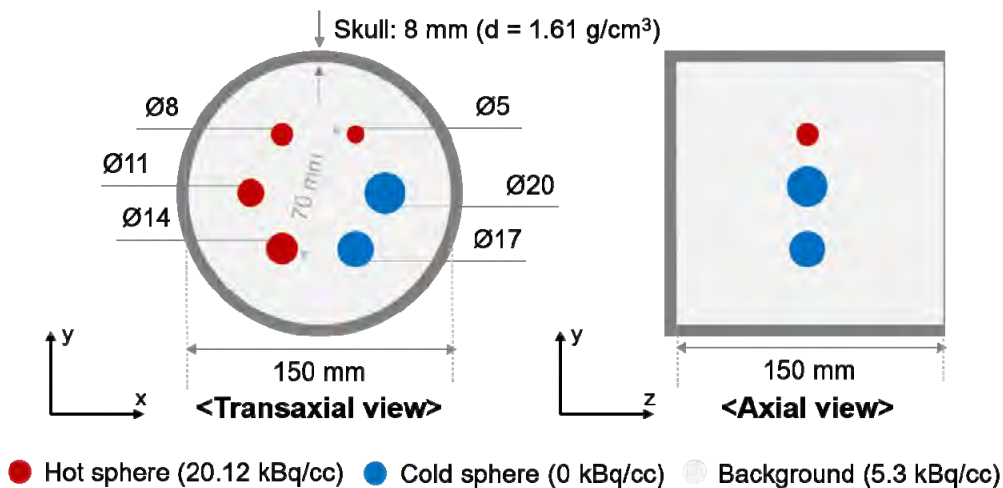 Skull: 8 mm (d = 1.61 g/cm³)
Ø8
Ø5
Ø11
70 mm
Ø20
Ø14
Ø17
y
x
150 mm
<Transaxial view>
y
z
150 mm
<Axial view>
Hot sphere (20.12 kBq/cc)
Cold sphere (0 kBq/cc)
Background (5.3 kBq/cc)